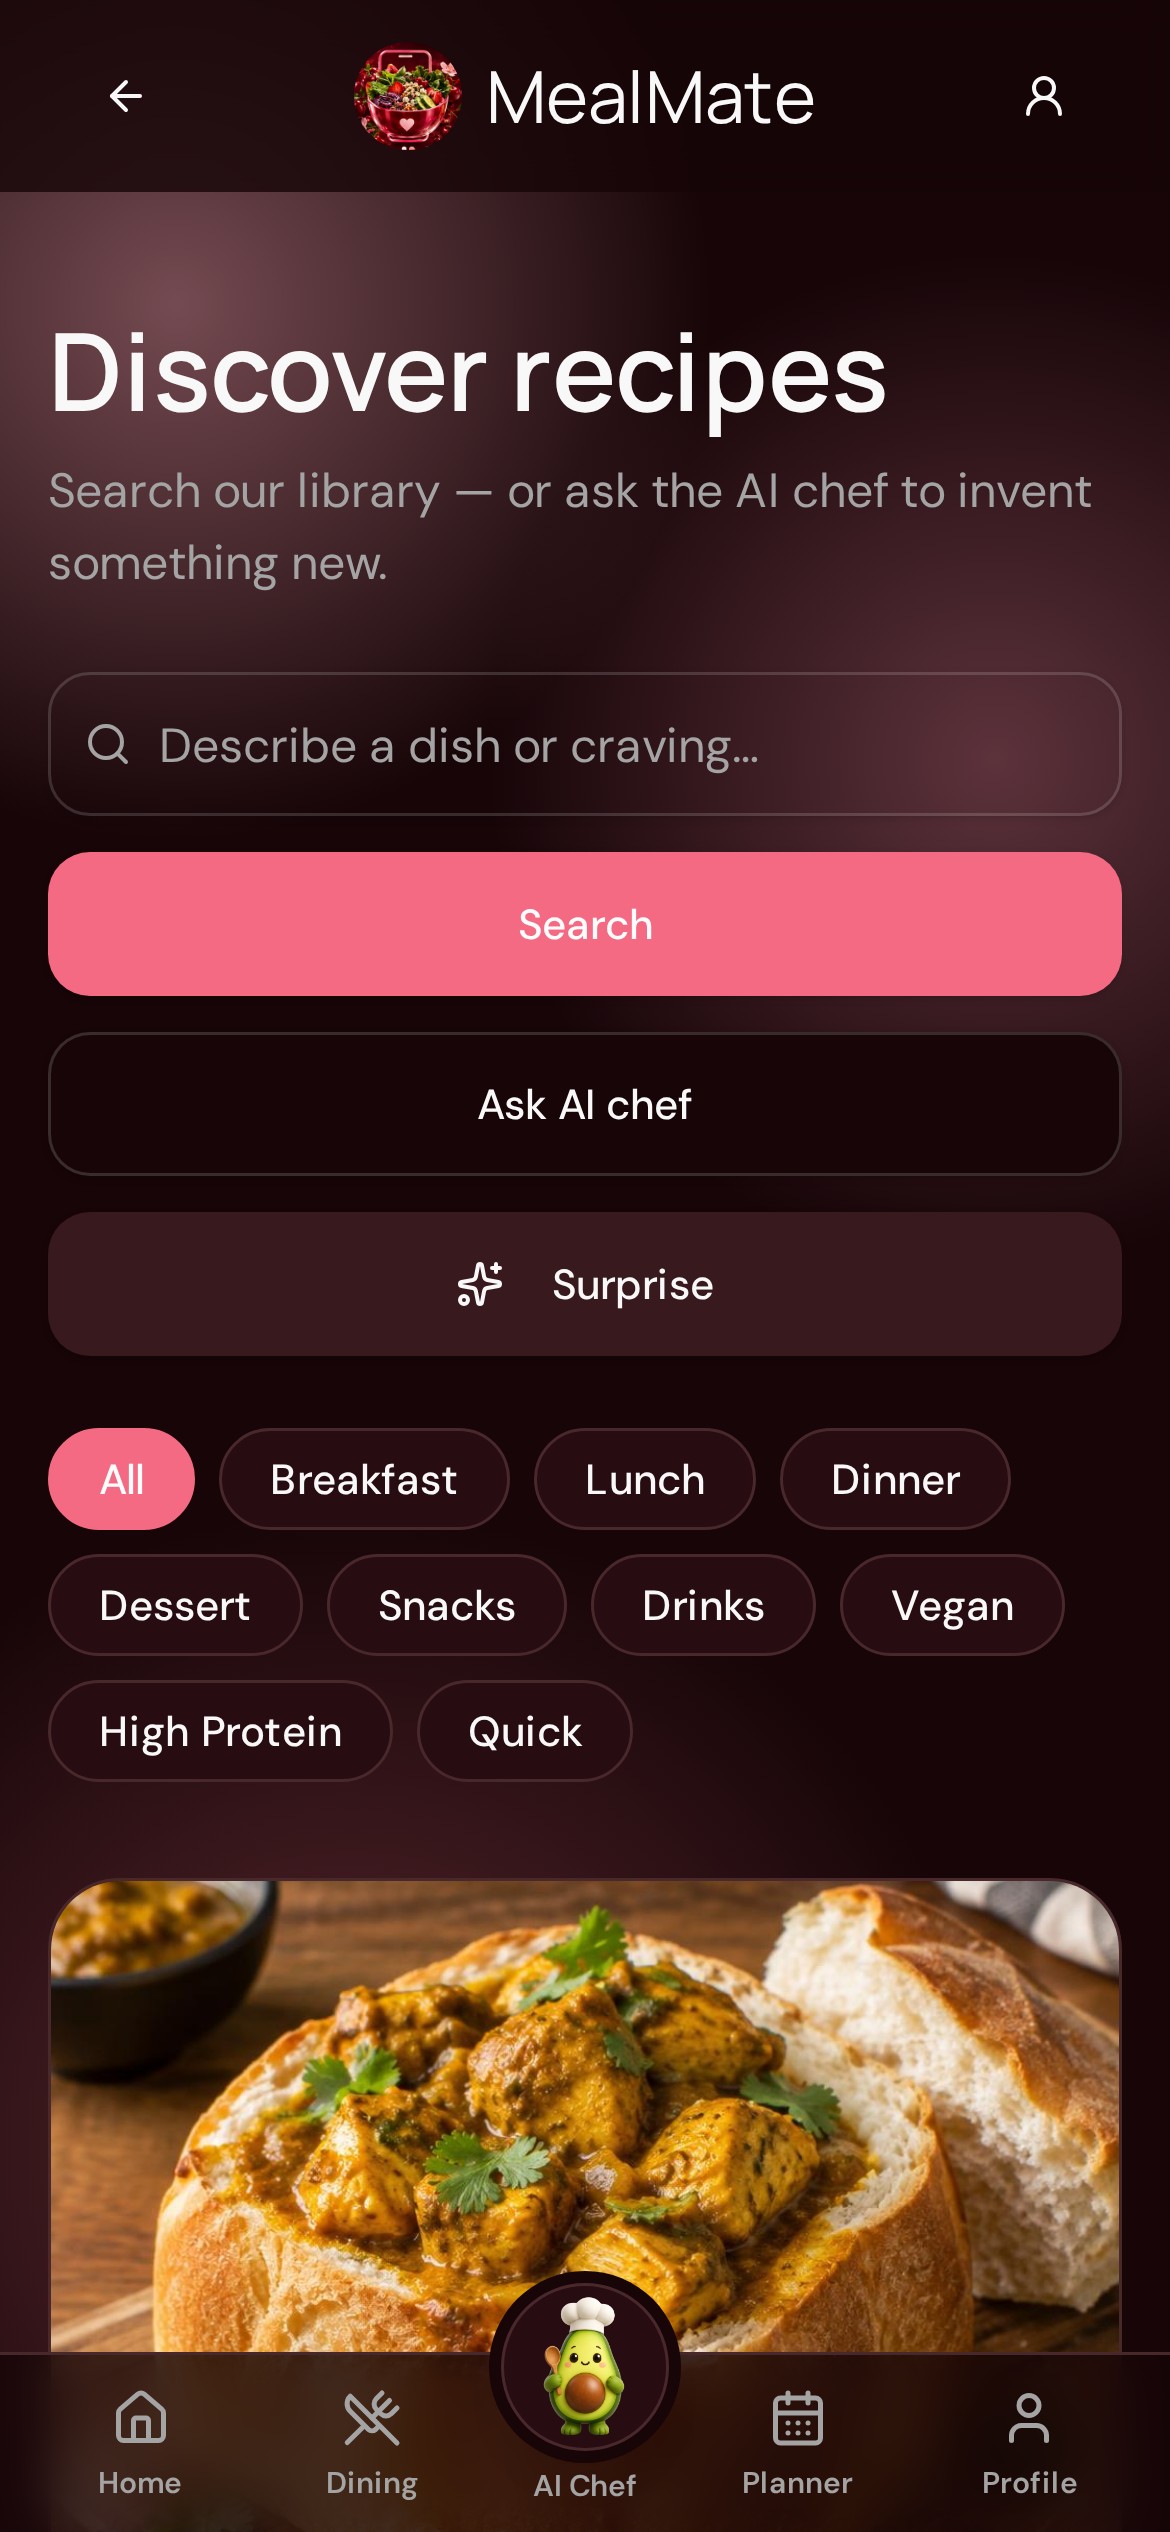 MealMate
Discover recipes
Search our library — or ask the AI chef to invent
something new.
Describe a dish or craving...
Search
Ask AI chef
Surprise
All
Breakfast
Lunch
Dinner
Dessert
Snacks
Drinks
Vegan
High Protein
Quick
Home
Dining
AI Chef
Planner
Profile